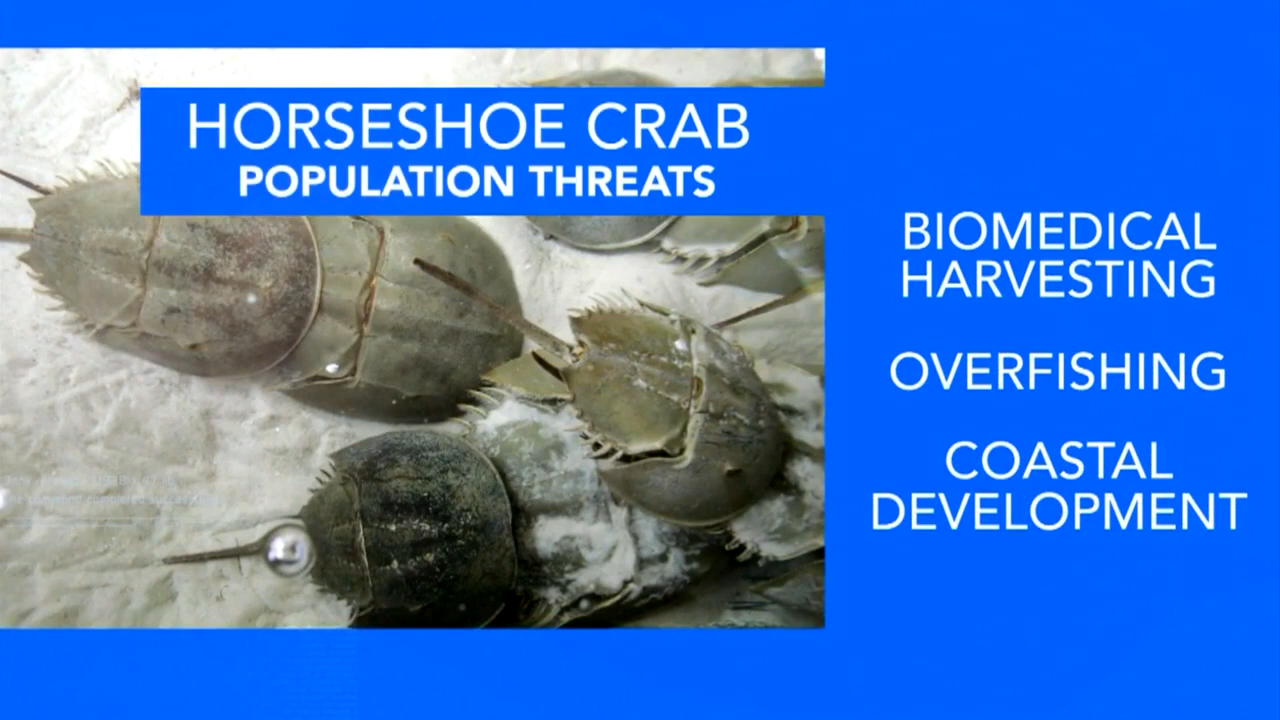 HORSESHOE CRAB
POPULATION THREATS
BIOMEDICAL
HARVESTING
OVERFISHING
COASTAL
DEVELOPMENT